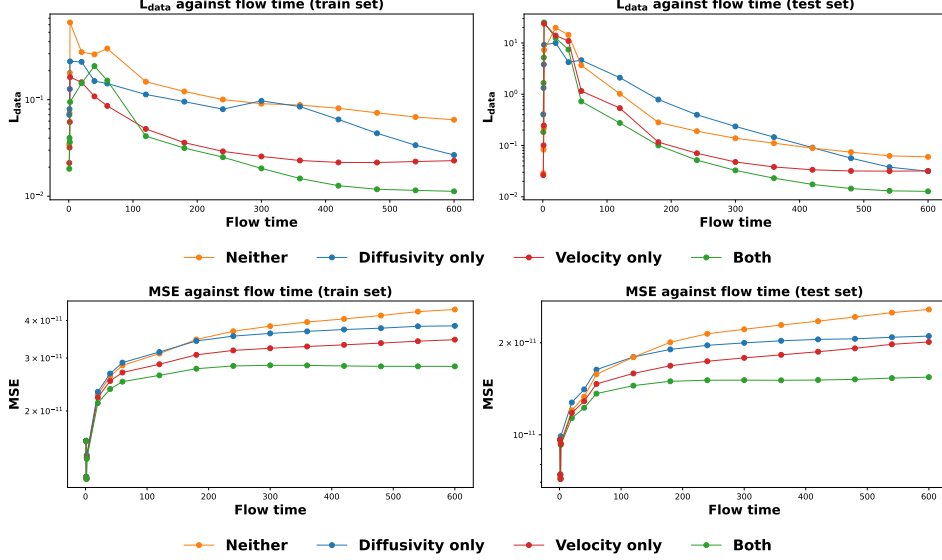 L_data against flow time (train set)
L_data against flow time (test set)
L_data
10⁻¹
10⁻²
0 100 200 300 400 500 600
Flow time
L_data
10¹
10⁰
10⁻¹
10⁻²
0 100 200 300 400 500 600
Flow time
Neither Diffusivity only Velocity only Both
MSE against flow time (train set)
MSE against flow time (test set)
MSE
4 × 10⁻¹¹
3 × 10⁻¹¹
2 × 10⁻¹¹
0 100 200 300 400 500 600
Flow time
MSE
2 × 10⁻¹¹
10⁻¹¹
0 100 200 300 400 500 600
Flow time
Neither Diffusivity only Velocity only Both